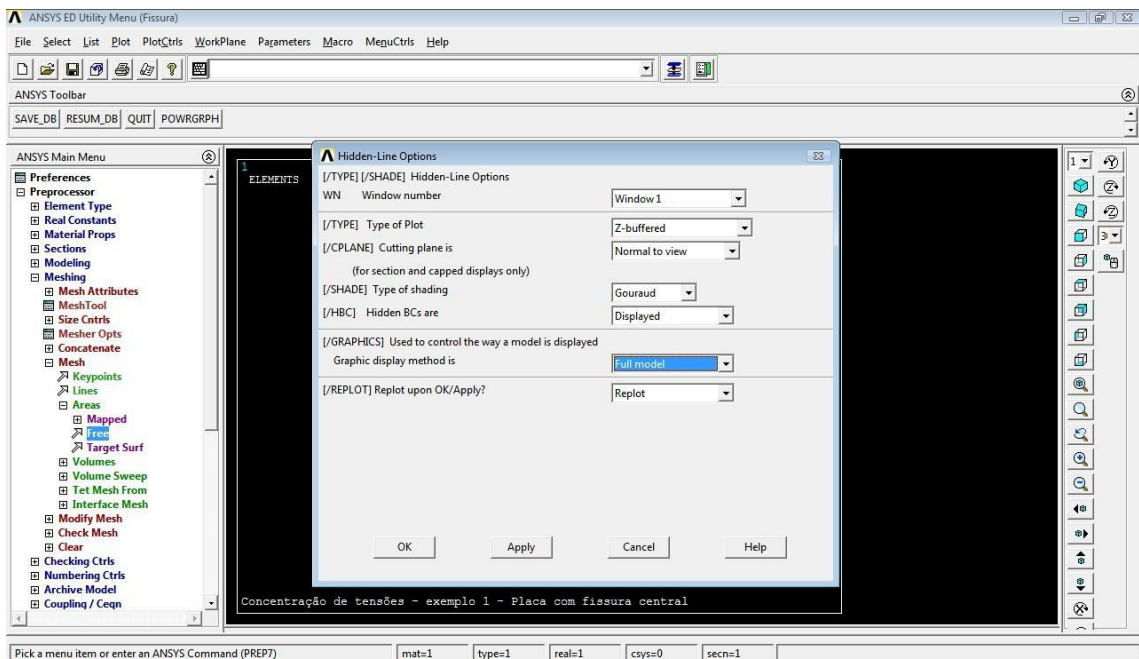 ANSYS ED Utility Menu (Fissura)
File Select List Plot PlotCtrls WorkPlane Parameters Macro MenuCtrls Help
ANSYS Toolbar
SAVE_DB RESUM_DB QUIT POWRGRPH
ANSYS Main Menu
Preferences
Preprocessor
Element Type
Real Constants
Material Props
Sections
Modeling
Meshing
Mesh Attributes
MeshTool
Size Cntrls
Mesher Opts
Concatenate
Mesh
Keypoints
Lines
Areas
Mapped
Free
Target Surf
Volumes
Volume Sweep
Tet Mesh From
Interface Mesh
Modify Mesh
Check Mesh
Clear
Checking Ctrls
Numbering Ctrls
Archive Model
Coupling / Ceqn
1
ELEMENTS
Hidden-Line Options
[/TYPE] [/SHADE] Hidden-Line Options
WN Window number Window 1
[/TYPE] Type of Plot Z-buffered
[/CPLANE] Cutting plane is Normal to view
(for section and capped displays only)
[/SHADE] Type of shading Gouraud
[/HBC] Hidden BCs are Displayed
[/GRAPHICS] Used to control the way a model is displayed
Graphic display method is Full model
[/REPLOT] Replot upon OK/Apply? Replot
OK Apply Cancel Help
Concentração de tensões - exemplo 1 - Placa com fissura central
1
Pick a menu item or enter an ANSYS Command (PREP7) mat=1 type=1 real=1 csys=0 secn=1